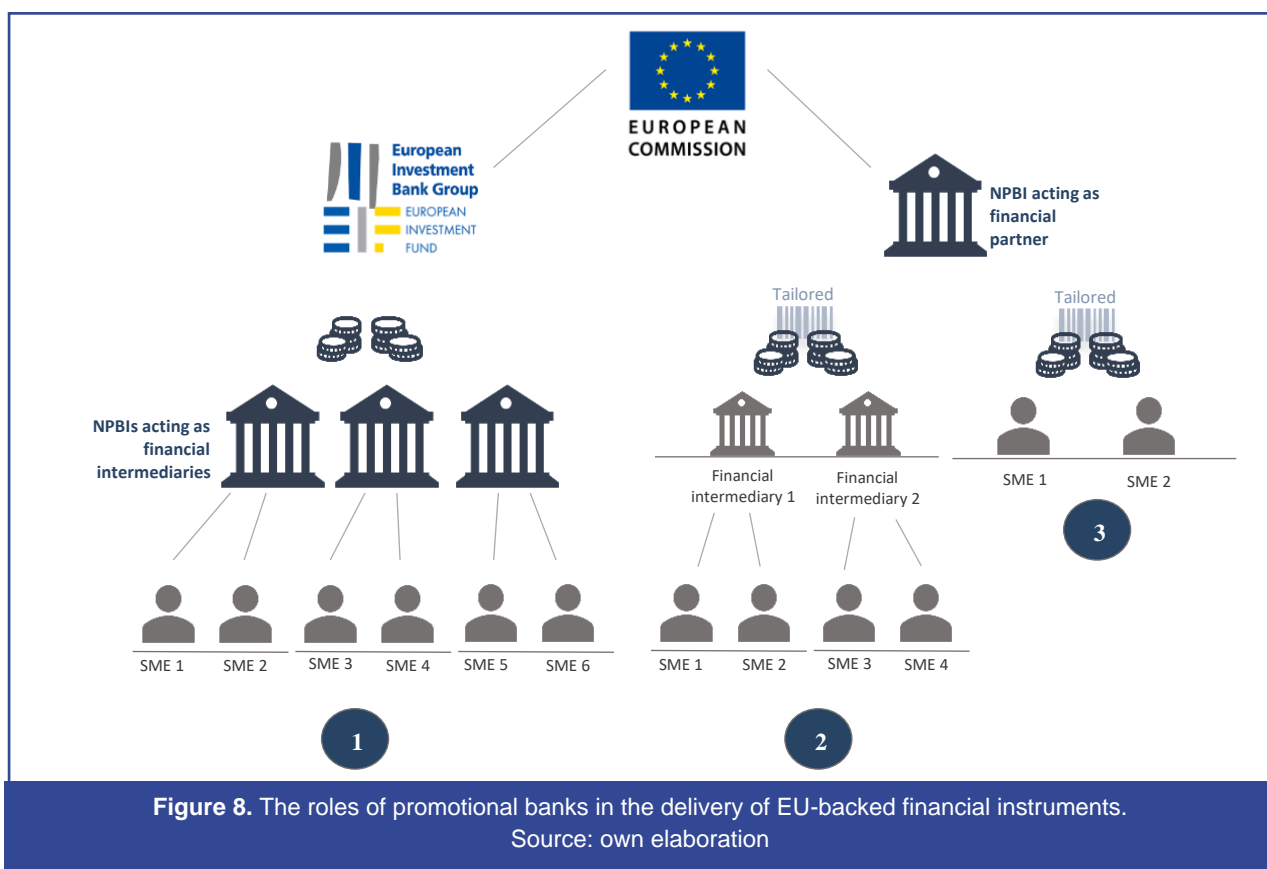 EUROPEAN
COMMISSION
European
Investment
Bank Group
EUROPEAN
INVESTMENT
FUND
NPBI acting as
financial
partner
Tailored
Tailored
NPBIs acting as
financial
intermediaries
Financial
intermediary 1
Financial
intermediary 2
SME 1
SME 2
3
SME 1
SME 2
SME 3
SME 4
SME 5
SME 6
SME 1
SME 2
SME 3
SME 4
1
2
Figure 8. The roles of promotional banks in the delivery of EU-backed financial instruments.
Source: own elaboration